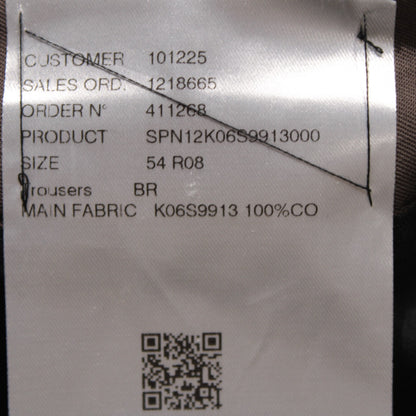 CUSTOMER 101225
SALES ORD. 1218665
ORDER N° 411268
PRODUCT SPN12K06S9913000
SIZE 54 R08
Trousers BR
MAIN FABRIC K06S9913 100%CO